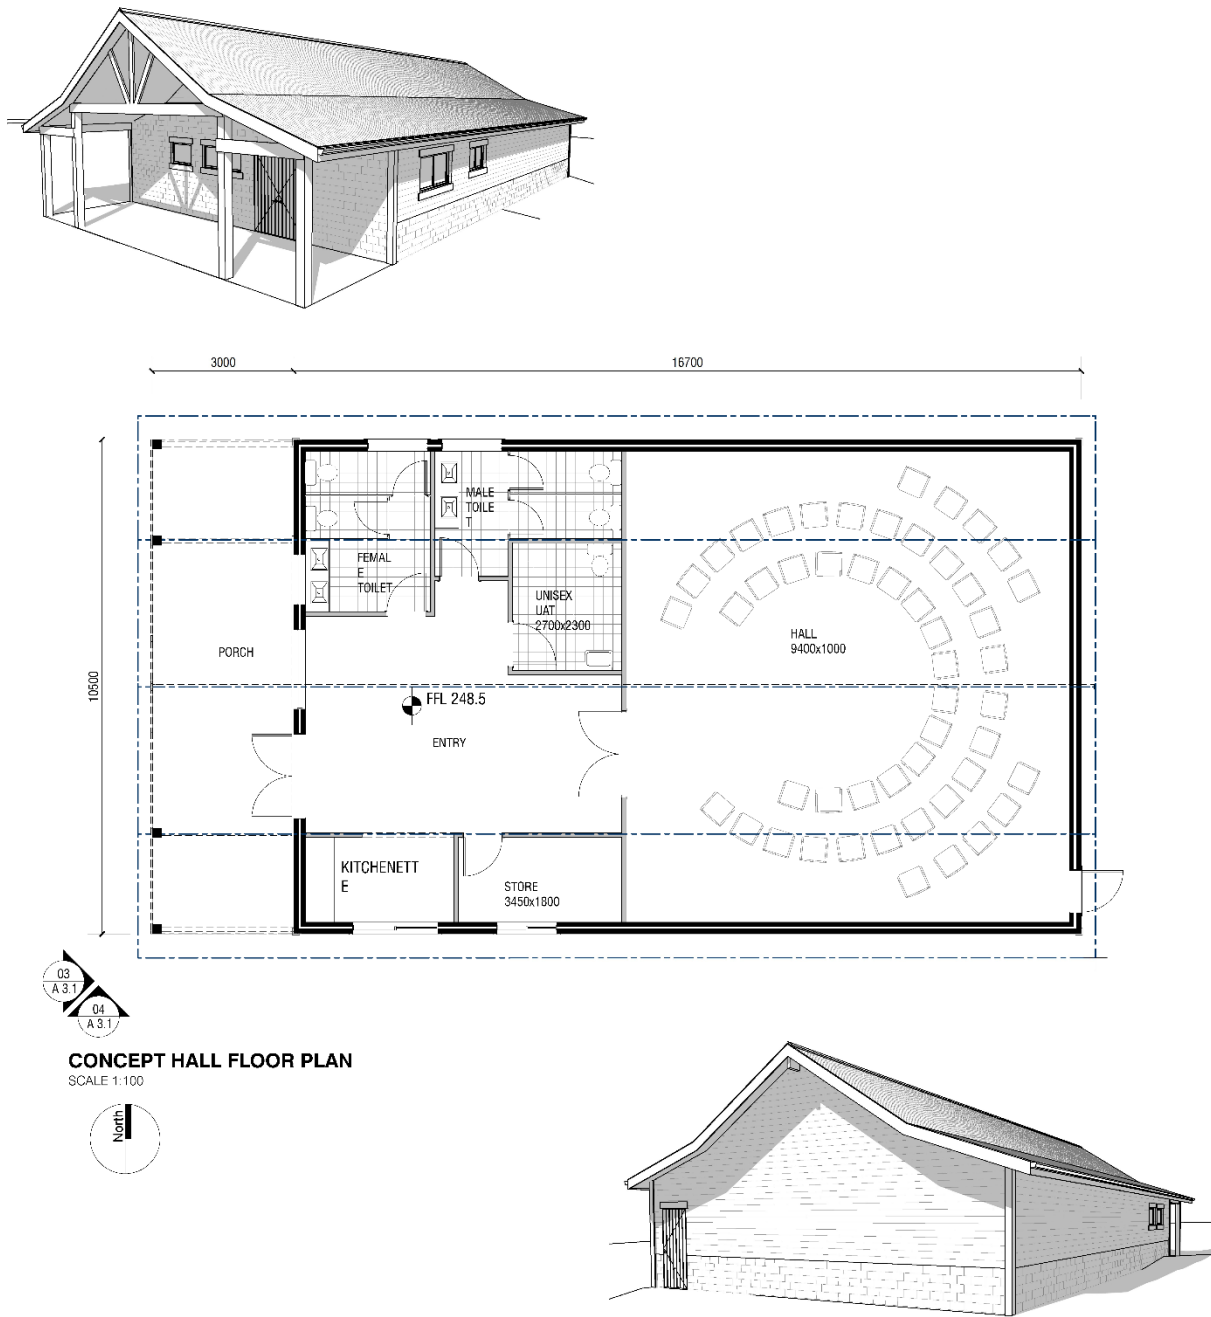 3000
16700
10500
MALE
TOILE
T
FEMAL
E
TOILET
UNISEX
UAT
2700x2300
HALL
9400x1000
PORCH
FFL 248.5
ENTRY
KITCHENETT
E
STORE
3450x1800
03
A 3.1
04
A 3.1
CONCEPT HALL FLOOR PLAN
SCALE 1:100
North